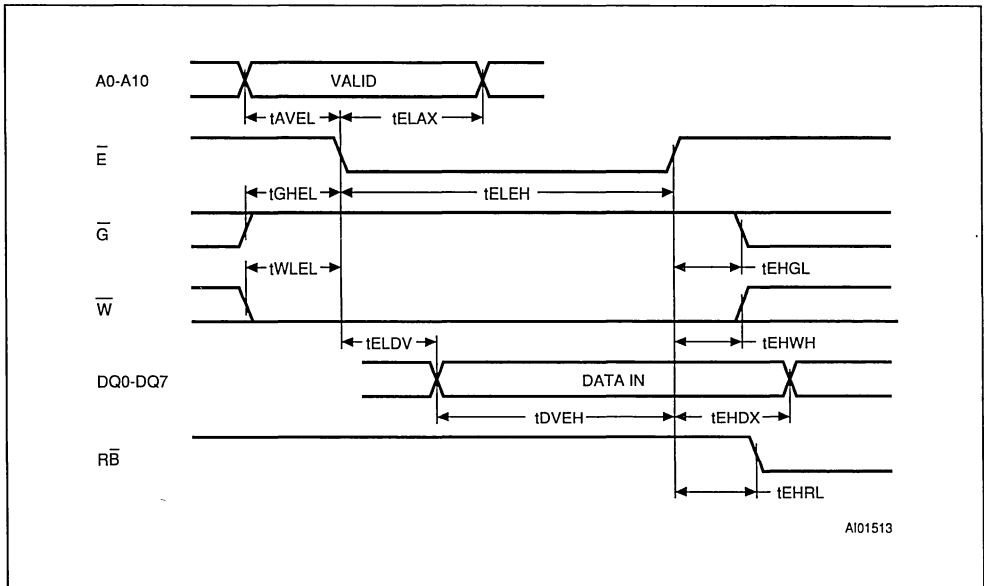 A0-A10
VALID
tAVEL
tELAX
E̅
tGHEL
tELEH
G̅
tWLEL
tEHGL
W̅
tELDV
tEHWH
DQ0-DQ7
DATA IN
tDVEH
tEHDX
RB̅
tEHRL
AI01513